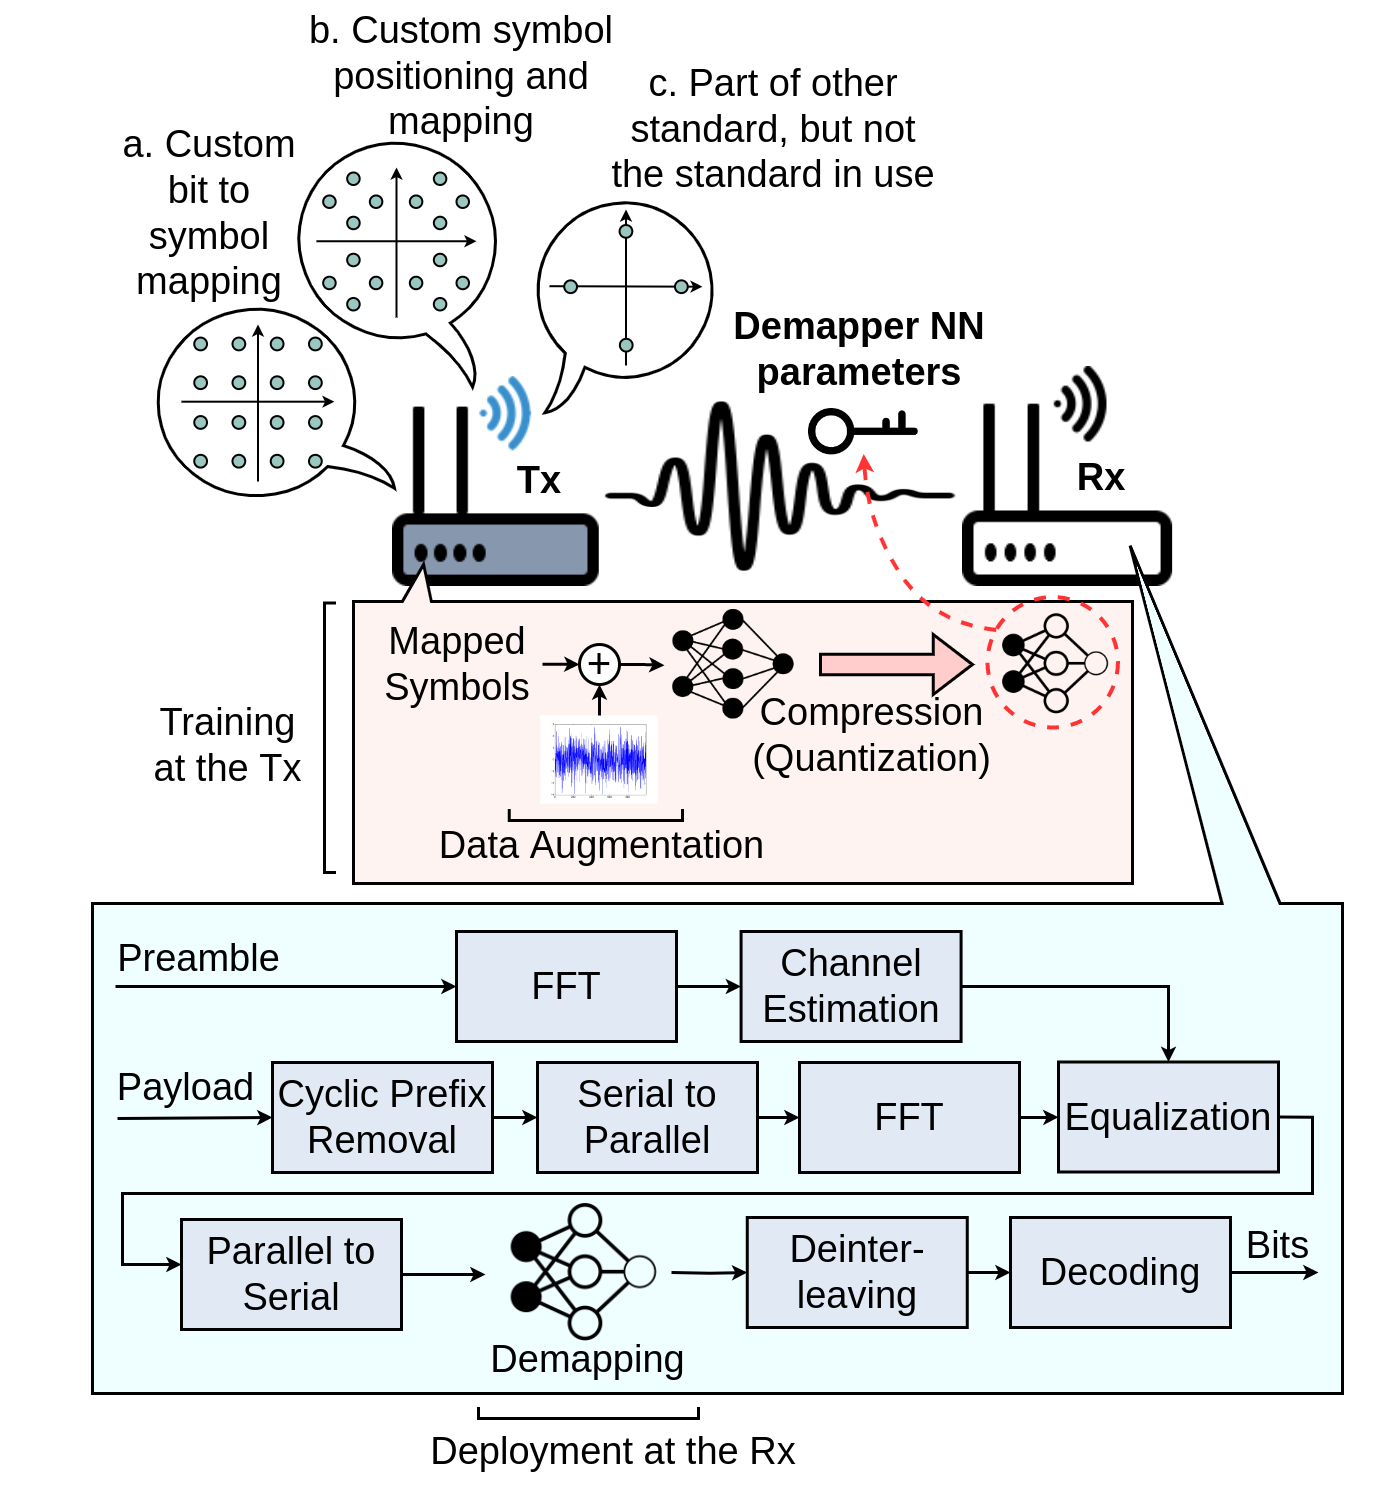 b. Custom symbol
positioning and
mapping
c. Part of other
standard, but not
the standard in use
a. Custom
bit to
symbol
mapping
Demapper NN
parameters
Tx
Rx
Mapped
Symbols
Compression
(Quantization)
Training
at the Tx
Data Augmentation
Preamble
FFT
Channel
Estimation
Payload
Cyclic Prefix
Removal
Serial to
Parallel
FFT
Equalization
Parallel to
Serial
Demapping
Deinter-
leaving
Decoding
Bits
Deployment at the Rx